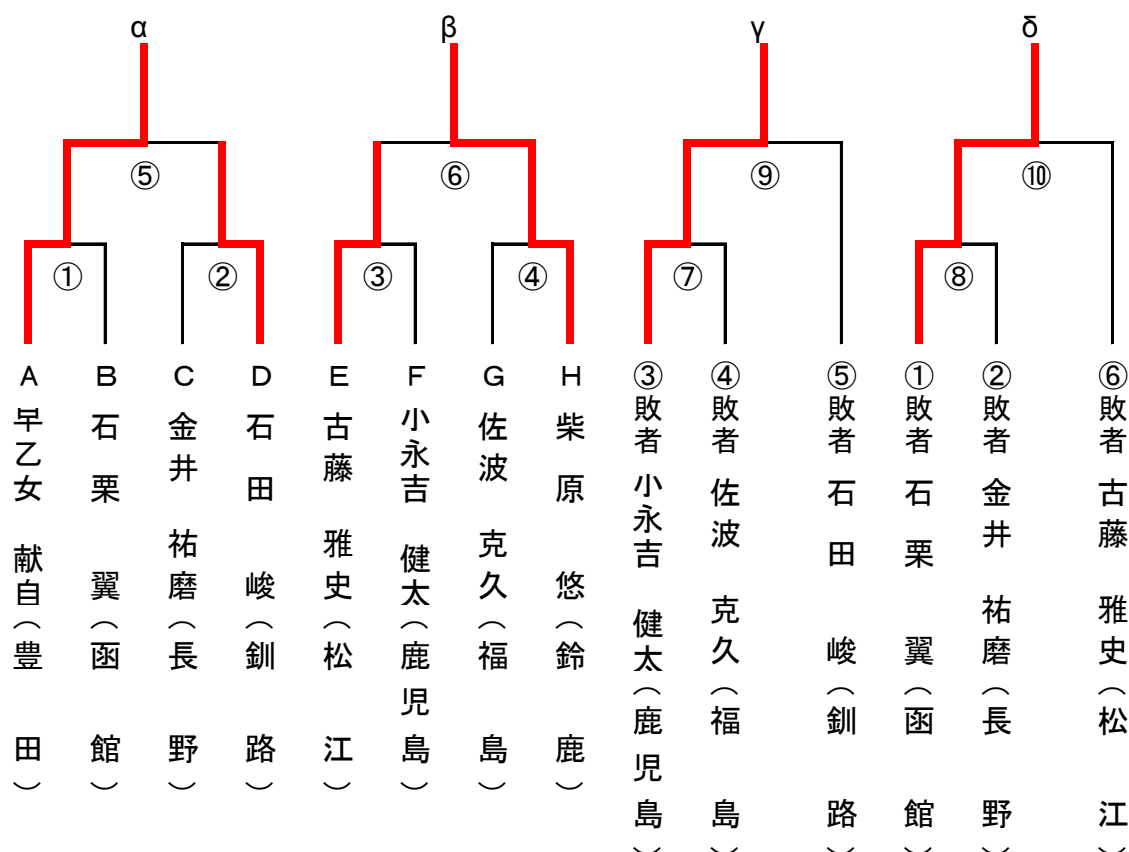 α β γ δ
⑤ ⑥ ⑨ ⑩
① ② ③ ④ ⑦ ⑧
A 早乙女 献自（豊田）
B 石栗 翼（函館）
C 金井 祐磨（長野）
D 石田 峻（釧路）
E 古藤 雅史（松江）
F 小永吉 健太（鹿児島）
G 佐波 克久（福島）
H 柴原 悠（鈴鹿）
③敗者 小永吉 健太（鹿児島）
④敗者 佐波 克久（福島）
⑤敗者 石田 峻（釧路）
①敗者 石栗 翼（函館）
②敗者 金井 祐磨（長野）
⑥敗者 古藤 雅史（松江）